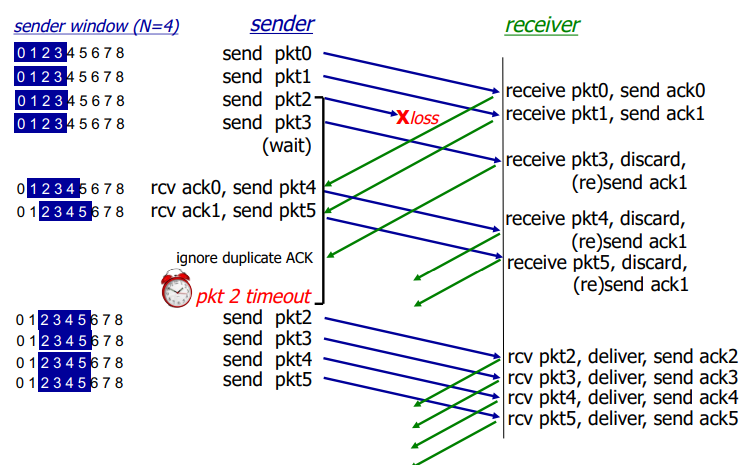 sender window (N=4) sender receiver
0 1 2 3 4 5 6 7 8 send pkt0
0 1 2 3 4 5 6 7 8 send pkt1
receive pkt0, send ack0
0 1 2 3 4 5 6 7 8 send pkt2
X loss
receive pkt1, send ack1
0 1 2 3 4 5 6 7 8 send pkt3
(wait)
receive pkt3, discard,
(re)send ack1
0 1 2 3 4 5 6 7 8 rcv ack0, send pkt4
0 1 2 3 4 5 6 7 8 rcv ack1, send pkt5
receive pkt4, discard,
(re)send ack1
ignore duplicate ACK
receive pkt5, discard,
(re)send ack1
pkt 2 timeout
0 1 2 3 4 5 6 7 8 send pkt2
0 1 2 3 4 5 6 7 8 send pkt3
0 1 2 3 4 5 6 7 8 send pkt4
0 1 2 3 4 5 6 7 8 send pkt5
rcv pkt2, deliver, send ack2
rcv pkt3, deliver, send ack3
rcv pkt4, deliver, send ack4
rcv pkt5, deliver, send ack5